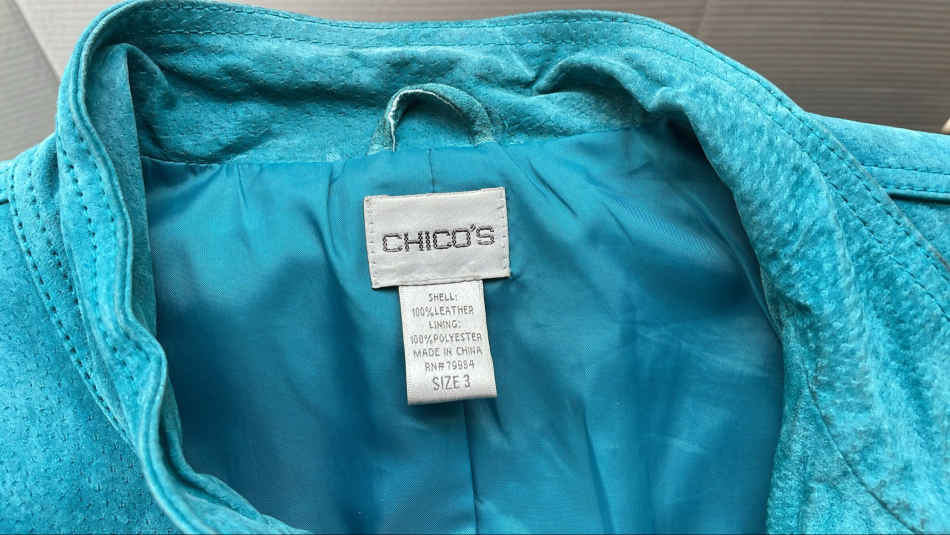 CHICO'S
SHELL:
100%LEATHER
LINING:
100%POLYESTER
MADE IN CHINA
RN#79984
SIZE 3